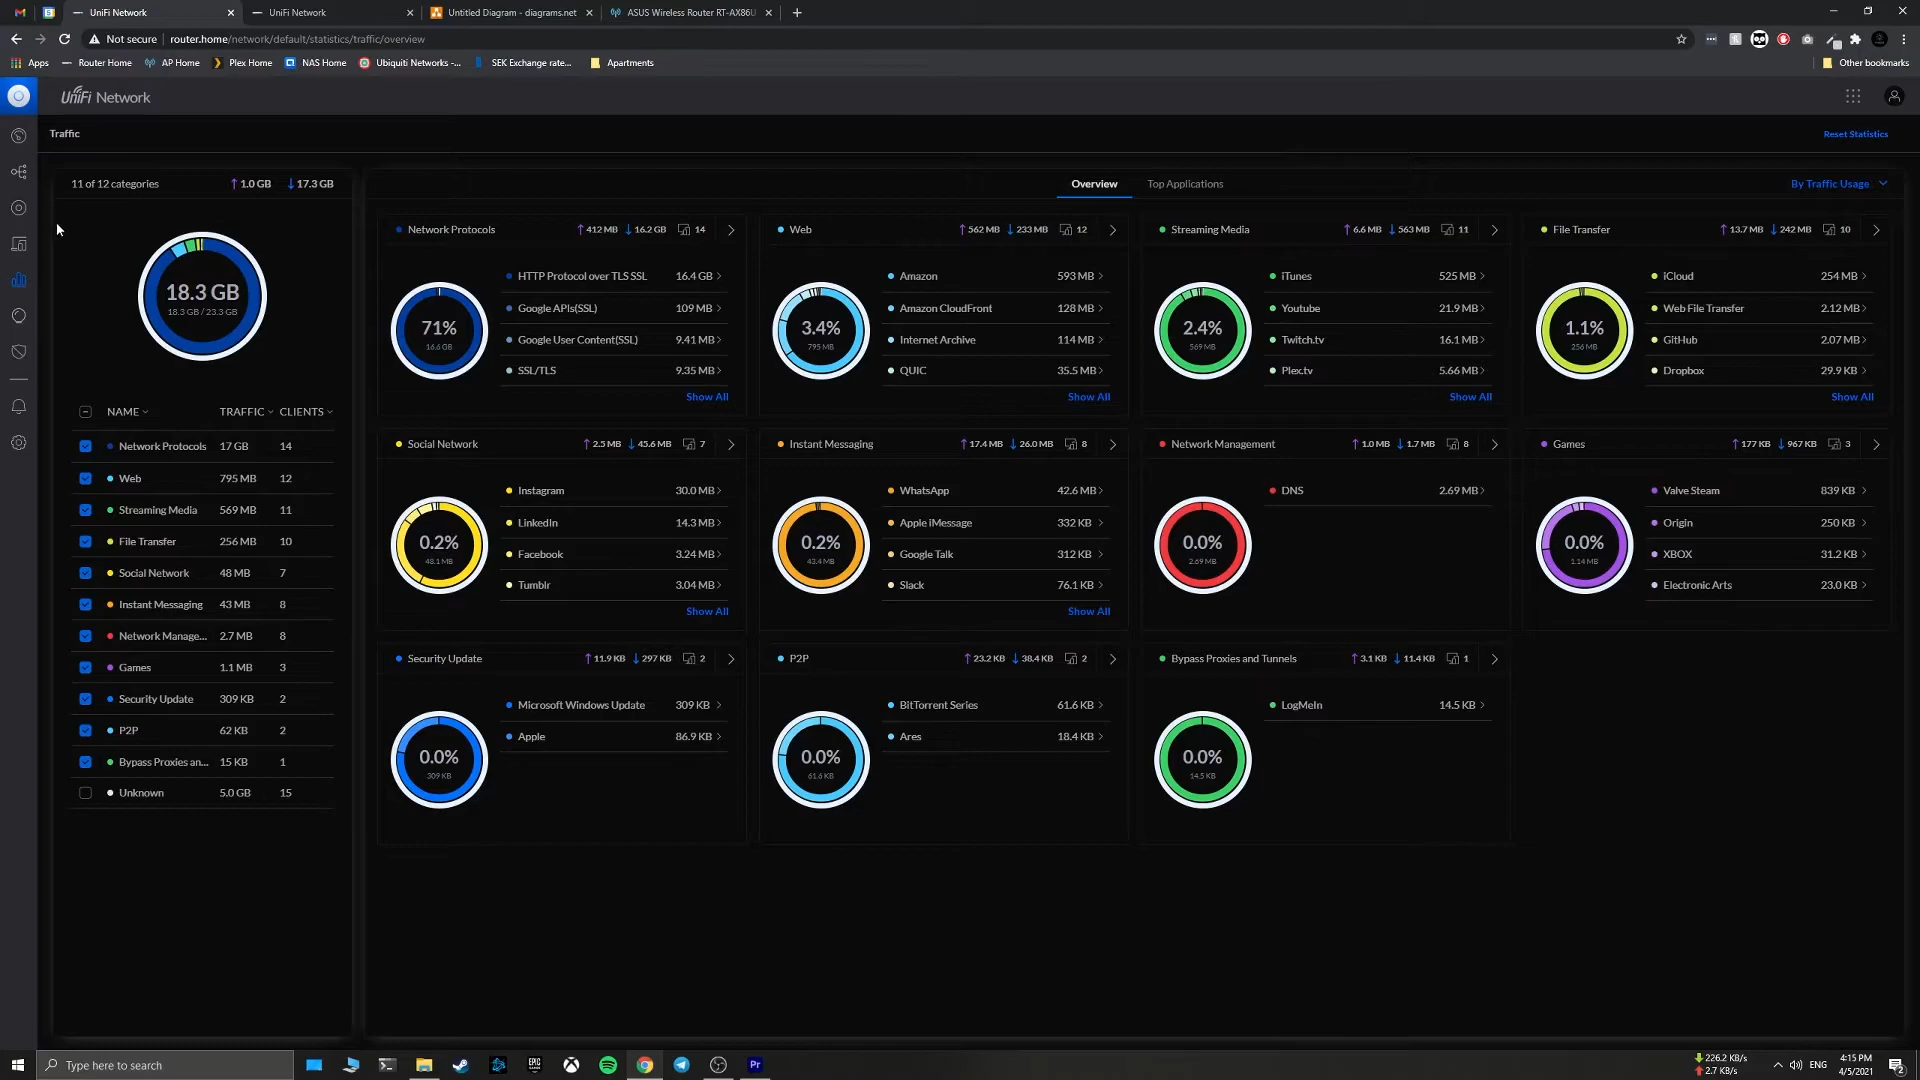 UniFi Network
UniFi Network
Untitled Diagram - diagrams.net
ASUS Wireless Router RT-AX86U
Not secure
router.home/network/default/statistics/traffic/overview
Apps
Router Home
AP Home
Plex Home
NAS Home
Ubiquiti Networks -...
SEK Exchange rate...
Apartments
Other bookmarks
UniFi Network
Traffic
Reset Statistics
11 of 12 categories
1.0 GB
17.3 GB
18.3 GB
18.3 GB / 23.3 GB
NAME TRAFFIC CLIENTS
Network Protocols 17 GB 14
Web 795 MB 12
Streaming Media 569 MB 11
File Transfer 256 MB 10
Social Network 48 MB 7
Instant Messaging 43 MB 8
Network Manage... 2.7 MB 8
Games 1.1 MB 3
Security Update 309 KB 2
P2P 62 KB 2
Bypass Proxies an... 15 KB 1
Unknown 5.0 GB 15
Overview
Top Applications
By Traffic Usage
Network Protocols 412 MB 16.2 GB 14
71%
16.6 GB
HTTP Protocol over TLS SSL 16.4 GB
Google APIs(SSL) 109 MB
Google User Content(SSL) 9.41 MB
SSL/TLS 9.35 MB
Show All
Web 562 MB 233 MB 12
3.4%
795 MB
Amazon 593 MB
Amazon CloudFront 128 MB
Internet Archive 114 MB
QUIC 35.5 MB
Show All
Streaming Media 6.6 MB 563 MB 11
2.4%
569 MB
iTunes 525 MB
Youtube 21.9 MB
Twitch.tv 16.1 MB
Plex.tv 5.66 MB
Show All
File Transfer 13.7 MB 242 MB 10
1.1%
256 MB
iCloud 254 MB
Web File Transfer 2.12 MB
GitHub 2.07 MB
Dropbox 29.9 KB
Show All
Social Network 2.5 MB 45.6 MB 7
0.2%
48.1 MB
Instagram 30.0 MB
LinkedIn 14.3 MB
Facebook 3.24 MB
Tumblr 3.04 MB
Show All
Instant Messaging 17.4 MB 26.0 MB 8
0.2%
43.4 MB
WhatsApp 42.6 MB
Apple iMessage 332 KB
Google Talk 312 KB
Slack 76.1 KB
Show All
Network Management 1.0 MB 1.7 MB 8
0.0%
2.69 MB
DNS 2.69 MB
Games 177 KB 967 KB 3
0.0%
1.14 MB
Valve Steam 839 KB
Origin 250 KB
XBOX 31.2 KB
Electronic Arts 23.0 KB
Security Update 11.9 KB 297 KB 2
0.0%
309 KB
Microsoft Windows Update 309 KB
Apple 86.9 KB
P2P 23.2 KB 38.4 KB 2
0.0%
61.6 KB
BitTorrent Series 61.6 KB
Ares 18.4 KB
Bypass Proxies and Tunnels 3.1 KB 11.4 KB 1
0.0%
14.5 KB
LogMeIn 14.5 KB
Type here to search
EPIC GAMES
Pr
226.2 KB/s
2.7 KB/s
ENG
4:15 PM
4/5/2021
2